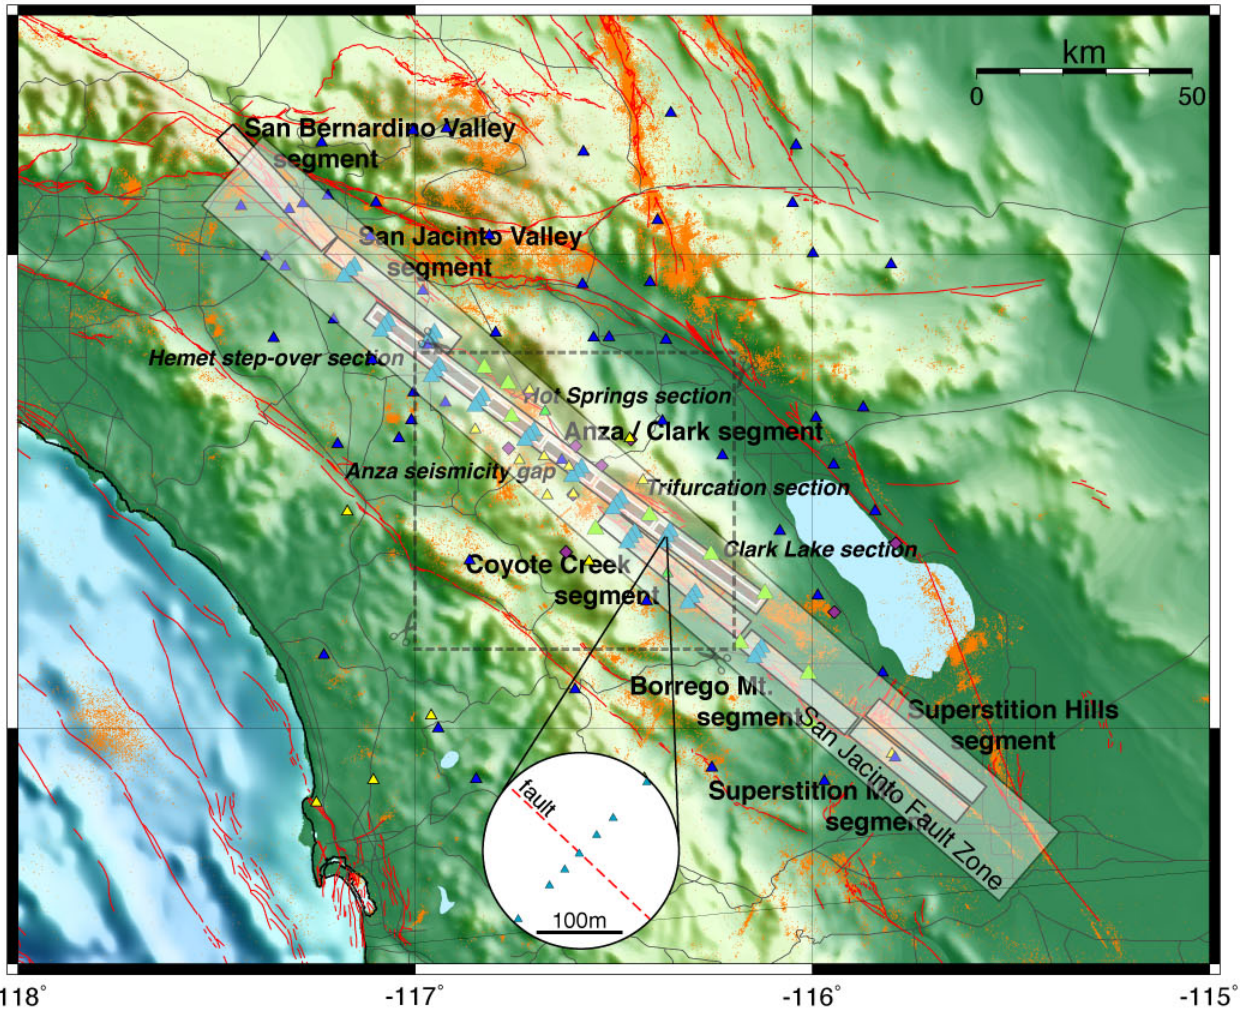 km
0
50
San Bernardino Valley
segment
San Jacinto Valley
segment
Hemet step-over section
Hot Springs section
Anza / Clark segment
Anza seismicity gap
Trifurcation section
Clark Lake section
Coyote Creek
segment
Borrego Mt.
segment
Superstition Hills
segment
San Jacinto Fault Zone
Superstition Mt.
segment
fault
100m
118°
-117°
-116°
-115°